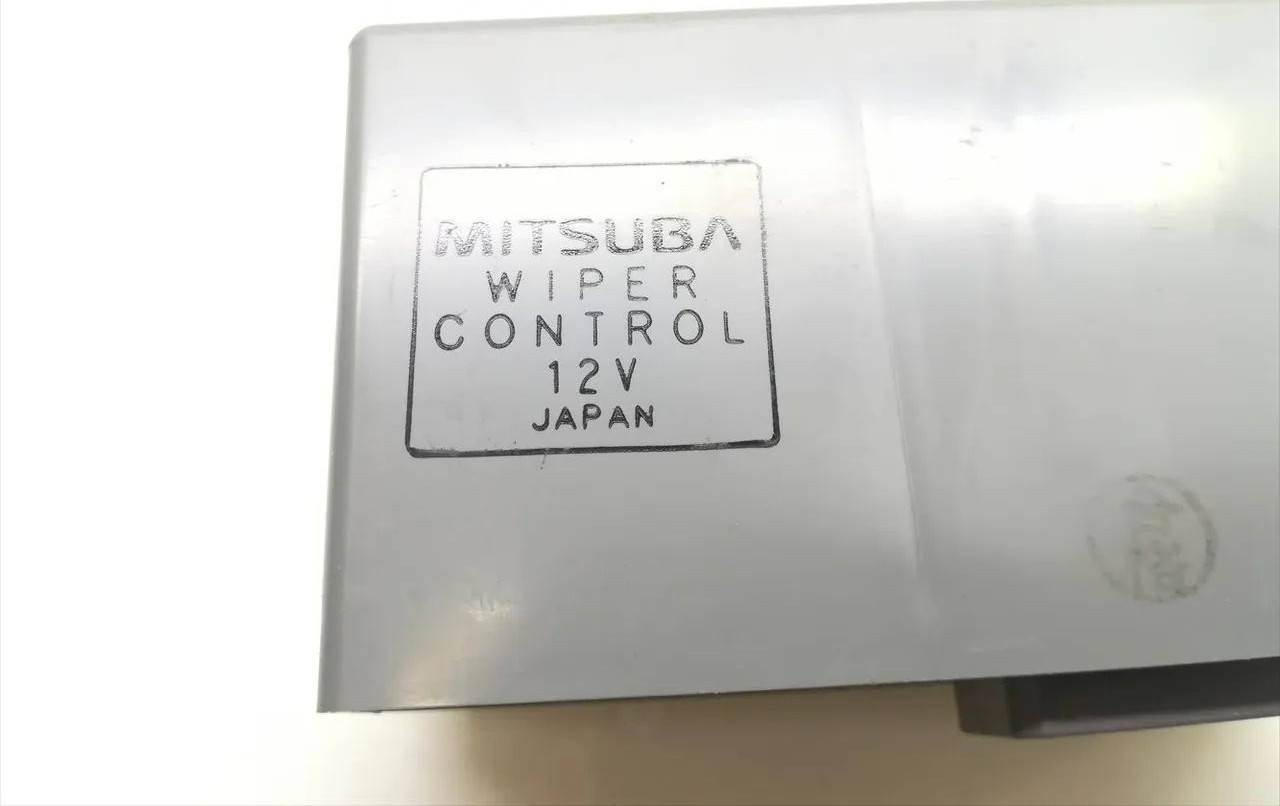 MITSUBA
WIPER
CONTROL
12V
JAPAN